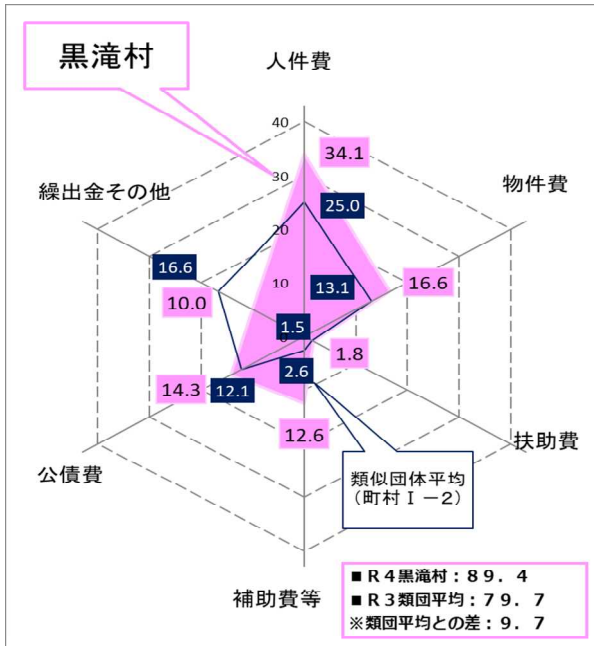 黒滝村
人件費
40
34.1
物件費
30
繰出金その他
25.0
20
16.6
13.1
16.6
10
10.0
1.5
0
1.8
2.6
14.3
12.1
12.6
扶助費
公債費
類似団体平均
(町村Ⅰ－2)
補助費等
■R4黒滝村：89．4
■R3類団平均：79．7
※類団平均との差：9．7